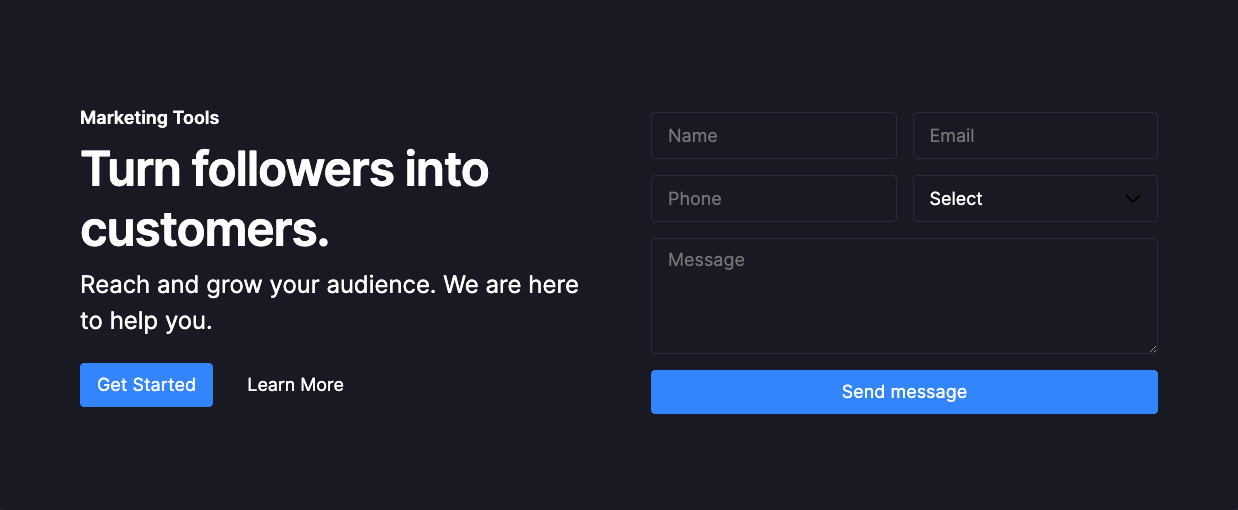 Marketing Tools
Turn followers into
customers.
Reach and grow your audience. We are here
to help you.
Get Started
Learn More
Name
Email
Phone
Select
Message
Send message